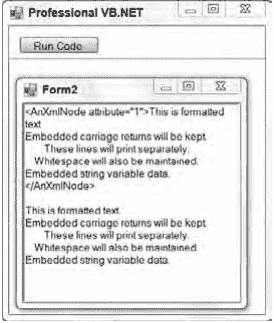 Professional VB.NET
Run Code
Form2
<AnXmlNode attribute="1">This is formatted
text
Embedded carriage returns will be kept.
These lines will print separately.
Whitespace will also be maintained.
Embedded string variable data.
</AnXmlNode>
This is formatted text
Embedded carriage returns will be kept.
These lines will print separately.
Whitespace will also be maintained.
Embedded string variable data.